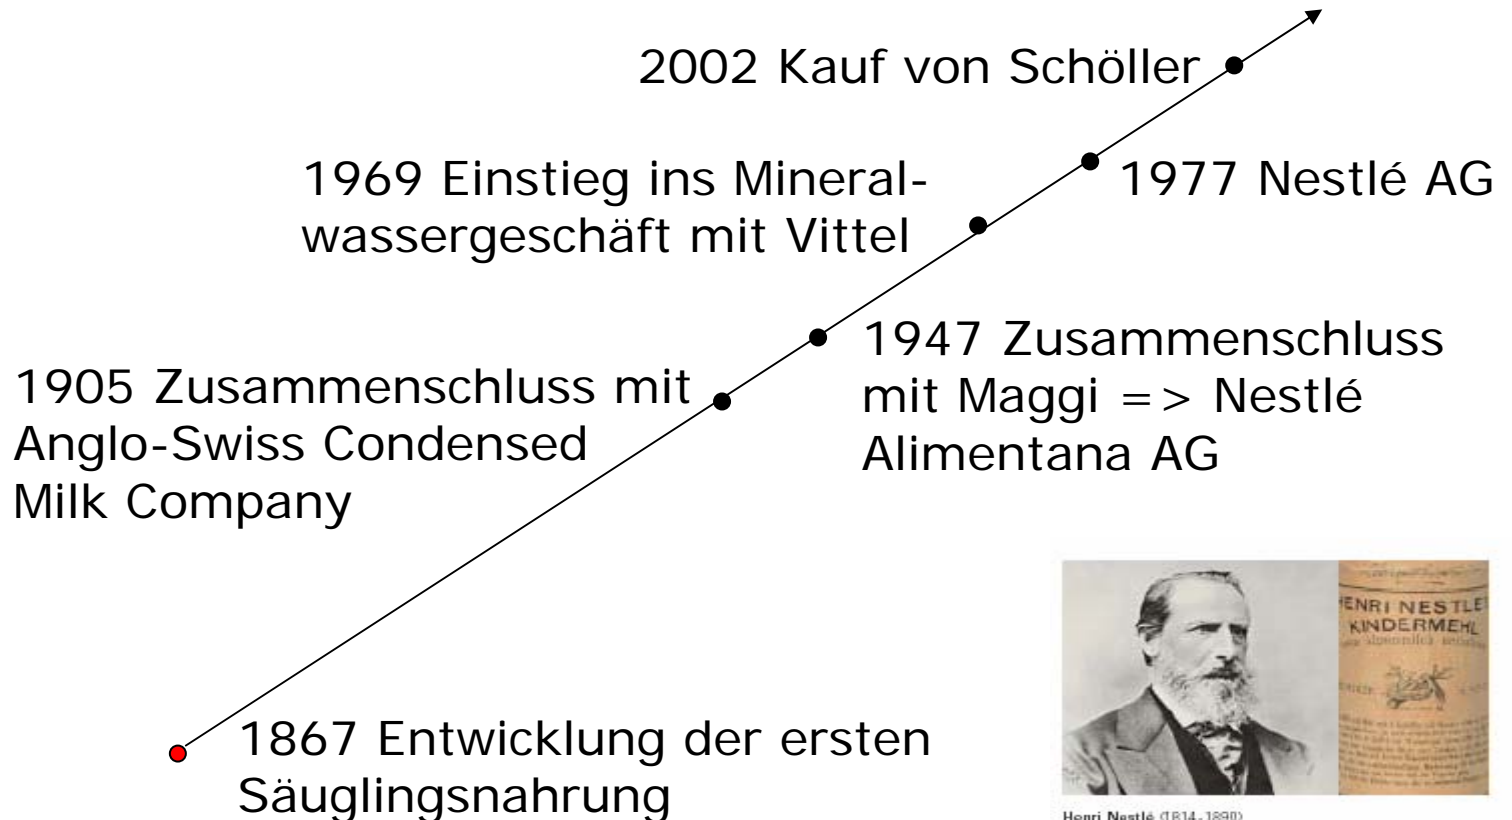 2002 Kauf von Schöller
1969 Einstieg ins Mineral-
wassergeschäft mit Vittel
1977 Nestlé AG
1905 Zusammenschluss mit
Anglo-Swiss Condensed
Milk Company
1947 Zusammenschluss
mit Maggi => Nestlé
Alimentana AG
1867 Entwicklung der ersten
Säuglingsnahrung
HENRI NESTLE
KINDERMEHL
Henri Nestlé (1814-1890)